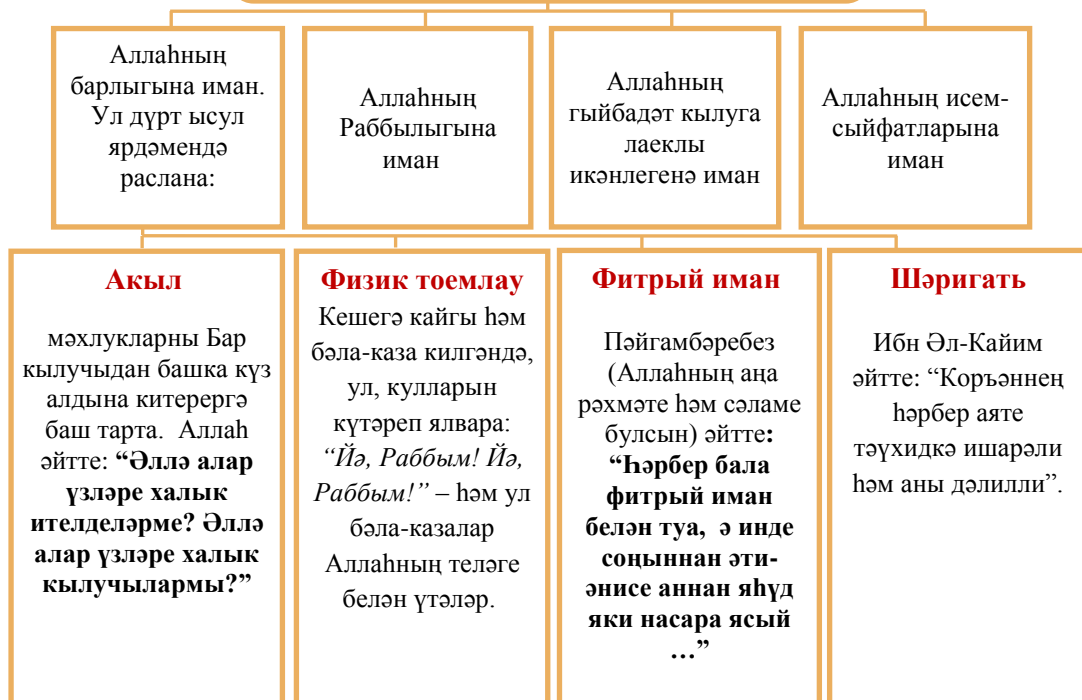 Аллаһның
барлыгына иман.
Ул дүрт ысул
ярдәмендә
раслана:
Аллаһның
Раббылыгына
иман
Аллаһның
гыйбадәт кылуга
лаеклы
икәнлегенә иман
Аллаһның исем-
сыйфатларына
иман
Акыл
мәхлукларны Бар
кылучыдан башка күз
алдына китерергә
баш тарта. Аллаһ
әйтте: “Әллә алар
үзләре халык
ителделәрме? Әллә
алар үзләре халык
кылучылармы?”
Физик тоемлау
Кешегә кайгы һәм
бәла-каза килгәндә,
ул, кулларын
күтәреп ялвара:
“Йә, Раббым! Йә,
Раббым!” – һәм ул
бәла-казалар
Аллаһның теләге
белән үтәләр.
Фитрый иман
Пәйгамбәребез
(Аллаһның аңа
рәхмәте һәм сәламе
булсын) әйтте:
“Һәрбер бала
фитрый иман
белән туа, ә инде
соңыннан әти-
әнисе аннан яһүд
яки насара ясый
…”
Шәригать
Ибн Әл-Кайим
әйтте: “Коръәннең
һәрбер аяте
тәүхидкә ишарәли
һәм аны дәлилли”.